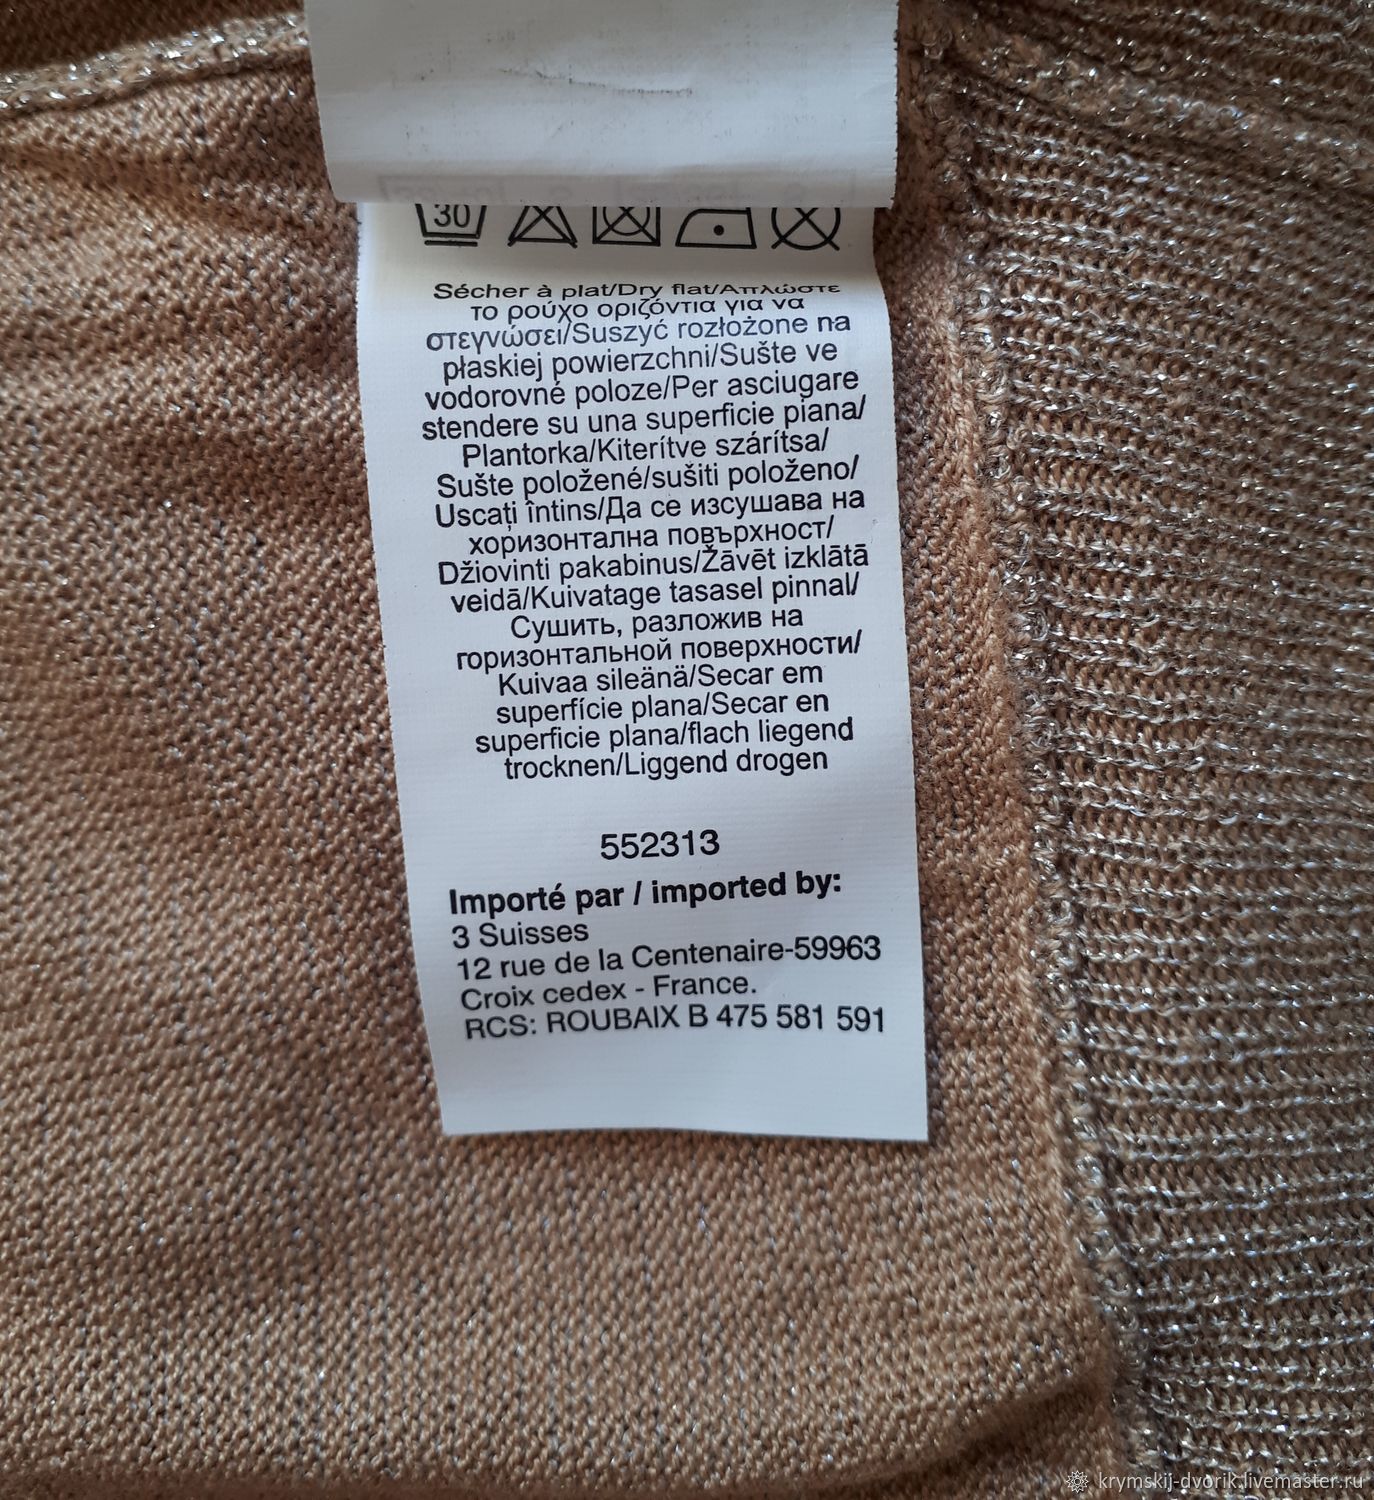 30
Sécher à plat/Dry flat/Απλώστε
το ρούχο οριζόντια για να
στεγνώσει/Suszyć rozłożone na
płaskiej powierzchni/Sušte ve
vodorovné poloze/Per asciugare
stendere su una superficie piana/
Plantorka/Kiterítve szárítsa/
Sušte položené/sušiti položeno/
Uscați întins/Да се изсушава на
хоризонтална повърхност/
Džiovinti pakabinus/Žāvēt izklātā
veidā/Kuivatage tasasel pinnal/
Сушить, разложив на
горизонтальной поверхности/
Kuivaa sileänä/Secar em
superfície plana/Secar en
superficie plana/flach liegend
trocknen/Liggend drogen
552313
Importé par / imported by:
3 Suisses
12 rue de la Centenaire-59963
Croix cedex - France.
RCS: ROUBAIX B 475 581 591
krymskij-dvorik.livemaster.ru